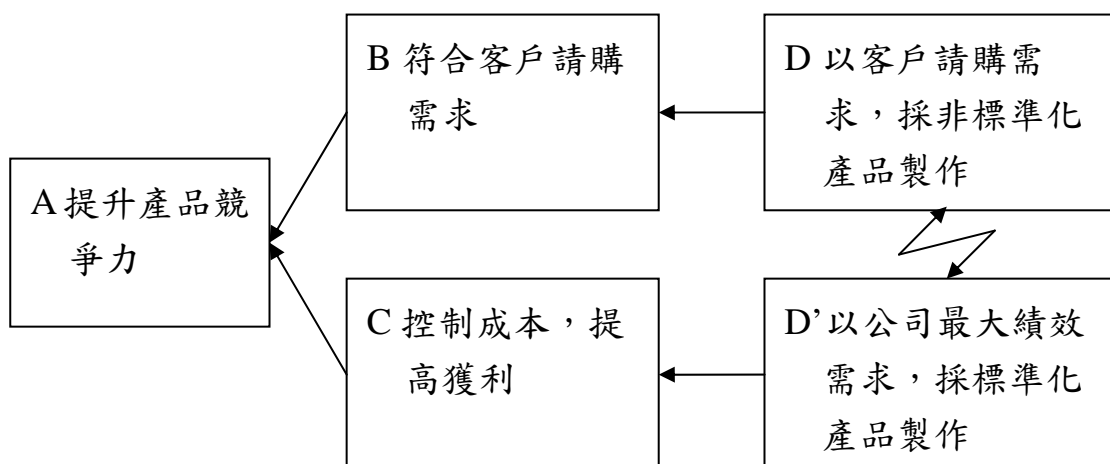 B 符合客戶請購
需求
D 以客戶請購需
求，採非標準化
產品製作
A 提升產品競
爭力
C 控制成本，提
高獲利
D’以公司最大績效
需求，採標準化
產品製作